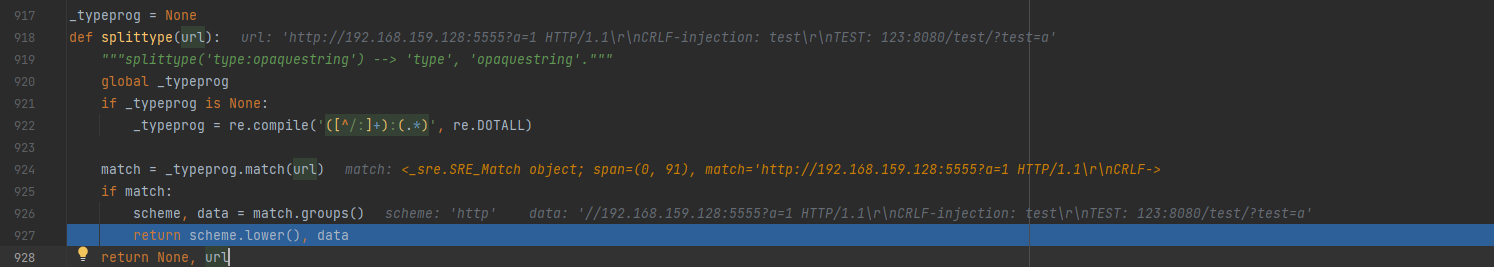 917 _typeprog = None
918 def splittype(url): url: 'http://192.168.159.128:5555?a=1 HTTP/1.1\r\nCRLF-injection: test\r\nTEST: 123:8080/test/?test=a'
919 """splittype('type:opaquestring') --> 'type', 'opaquestring'."""
920 global _typeprog
921 if _typeprog is None:
922 _typeprog = re.compile('([^/:]+):(.*)', re.DOTALL)
923
924 match = _typeprog.match(url) match: <_sre.SRE_Match object; span=(0, 91), match='http://192.168.159.128:5555?a=1 HTTP/1.1\r\nCRLF->
925 if match:
926 scheme, data = match.groups() scheme: 'http' data: '//192.168.159.128:5555?a=1 HTTP/1.1\r\nCRLF-injection: test\r\nTEST: 123:8080/test/?test=a'
927 return scheme.lower(), data
928 return None, url